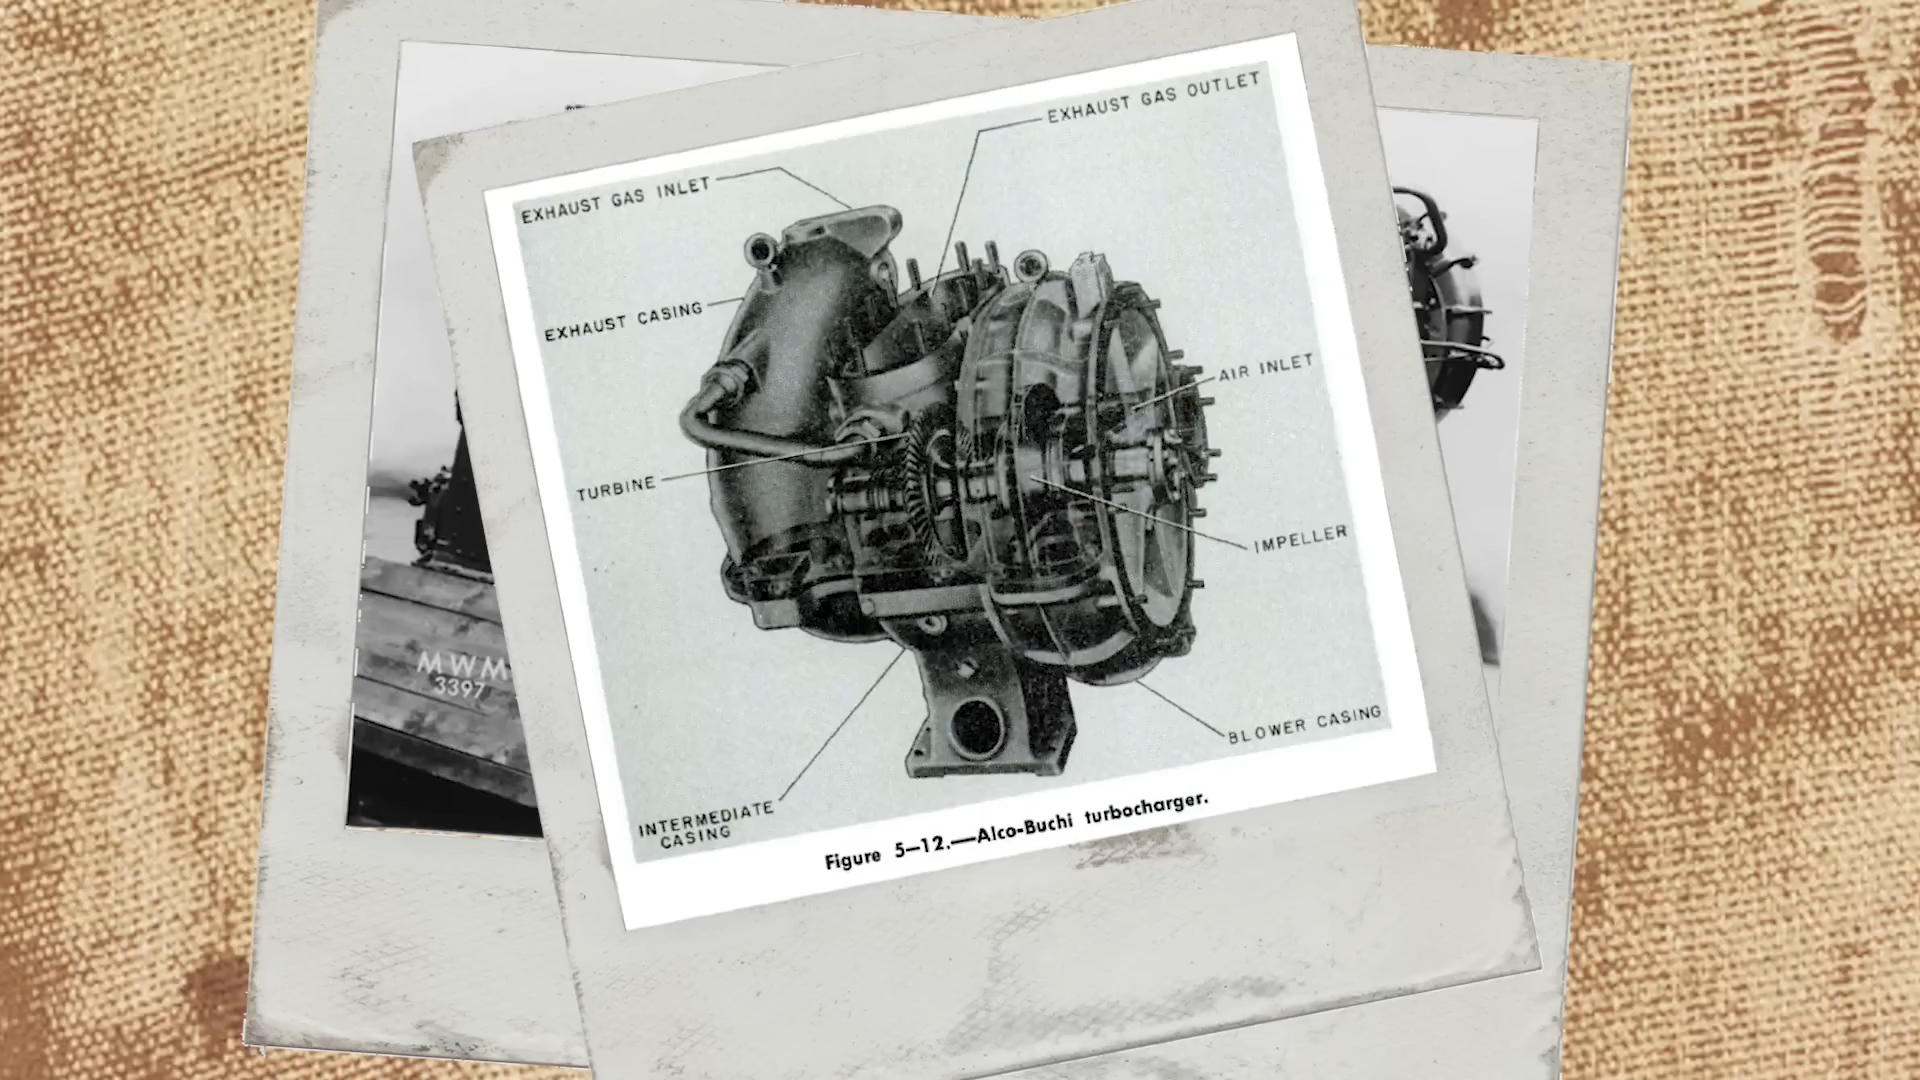 EXHAUST GAS OUTLET
EXHAUST GAS INLET
EXHAUST CASING
AIR INLET
TURBINE
IMPELLER
BLOWER CASING
INTERMEDIATE
CASING
Figure 5–12.—Alco-Buchi turbocharger.
MWM
3397